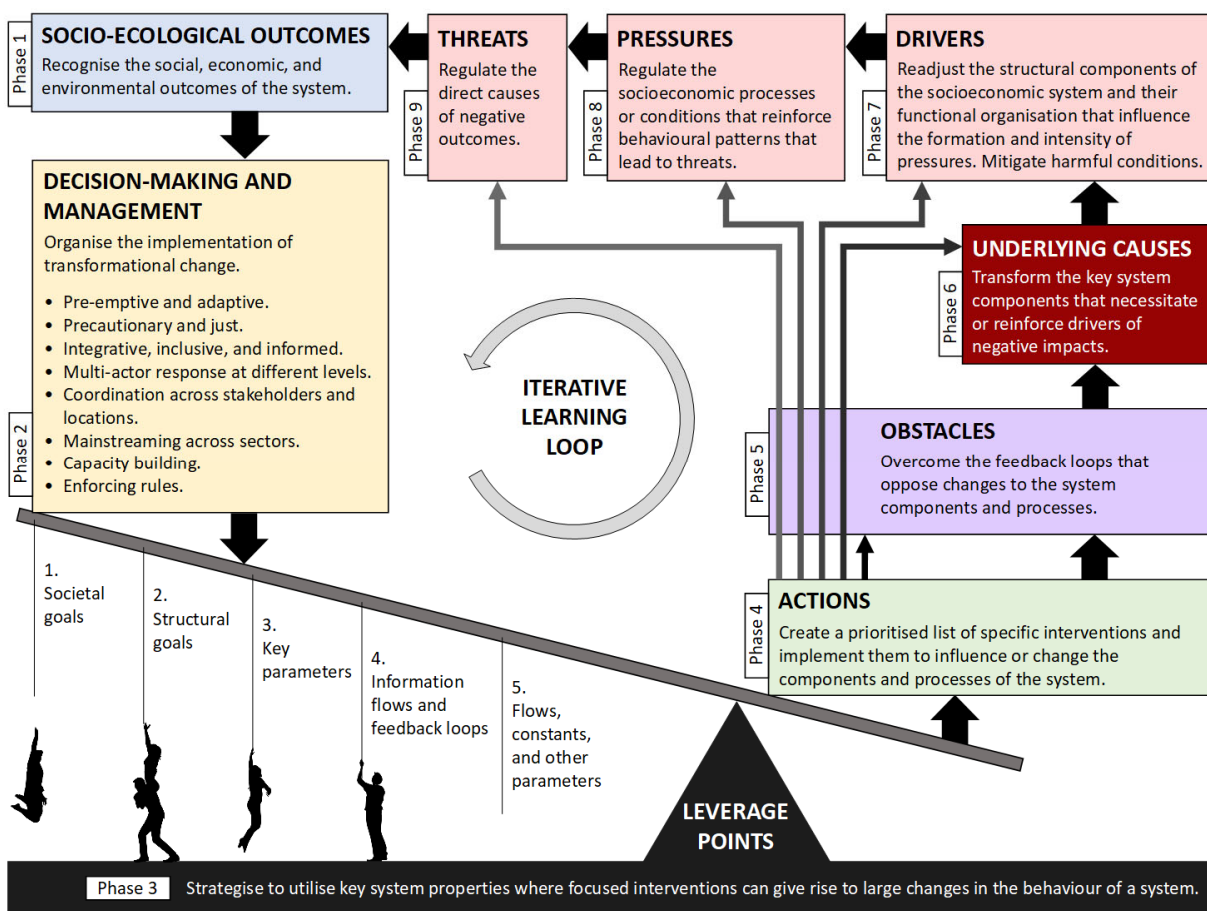 Phase 1
SOCIO-ECOLOGICAL OUTCOMES
Recognise the social, economic, and
environmental outcomes of the system.
Phase 9
THREATS
Regulate the
direct causes
of negative
outcomes.
Phase 8
PRESSURES
Regulate the
socioeconomic processes
or conditions that reinforce
behavioural patterns that
lead to threats.
Phase 7
DRIVERS
Readjust the structural components of
the socioeconomic system and their
functional organisation that influence
the formation and intensity of
pressures. Mitigate harmful conditions.
Phase 2
DECISION-MAKING AND
MANAGEMENT
Organise the implementation of
transformational change.
• Pre-emptive and adaptive.
• Precautionary and just.
• Integrative, inclusive, and informed.
• Multi-actor response at different levels.
• Coordination across stakeholders and
locations.
• Mainstreaming across sectors.
• Capacity building.
• Enforcing rules.
ITERATIVE
LEARNING
LOOP
Phase 6
UNDERLYING CAUSES
Transform the key system
components that necessitate
or reinforce drivers of
negative impacts.
Phase 5
OBSTACLES
Overcome the feedback loops that
oppose changes to the system
components and processes.
Phase 4
ACTIONS
Create a prioritised list of specific interventions and
implement them to influence or change the
components and processes of the system.
1.
Societal
goals
2.
Structural
goals
3.
Key
parameters
4.
Information
flows and
feedback loops
5.
Flows,
constants,
and other
parameters
LEVERAGE
POINTS
Phase 3
Strategise to utilise key system properties where focused interventions can give rise to large changes in the behaviour of a system.